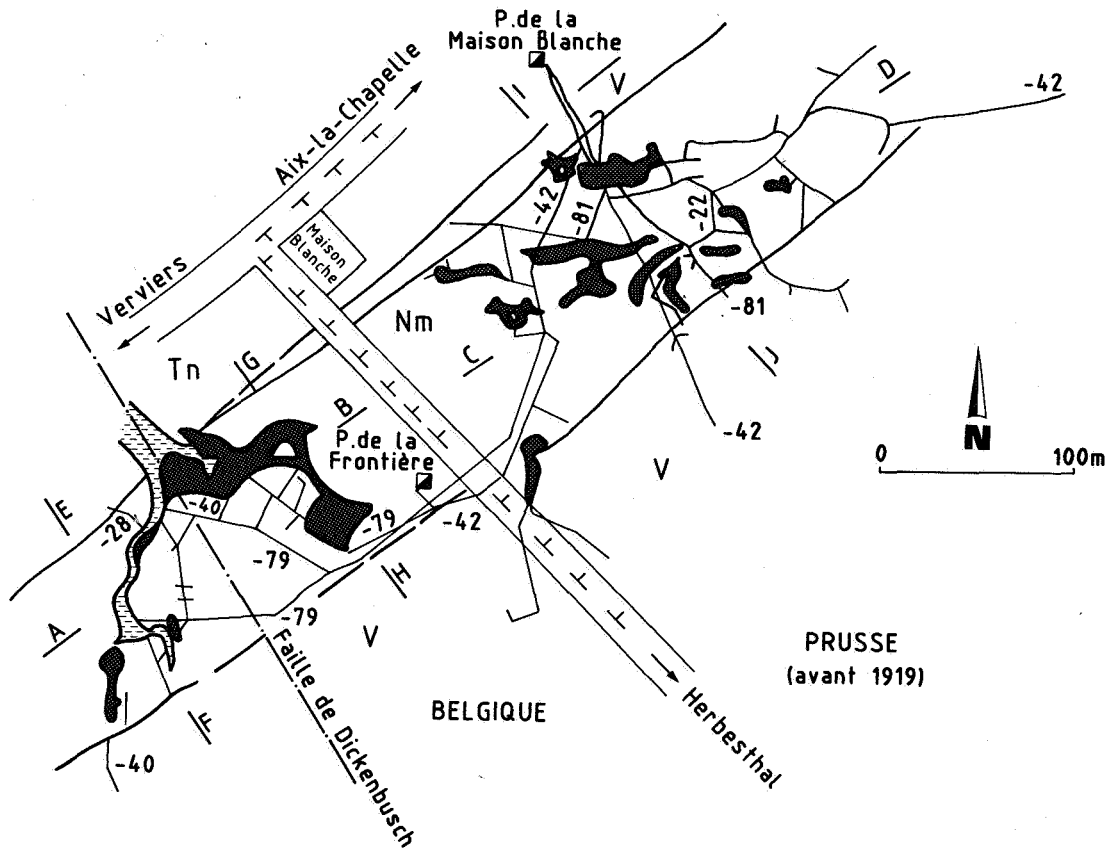 P. de la
Maison Blanche
Aix-la-Chapelle
Verviers
Maison
Blanche
I
V
D
-42
-42
-81
-22
-81
-42
J
Nm
C
Tn
G
B
P. de la
Frontière
N
0 100m
V
E
-28
-40
-79
-42
-79
H
-79
A
V
F
-40
Faille de Dickenbusch
BELGIQUE
PRUSSE
(avant 1919)
Herbesthal